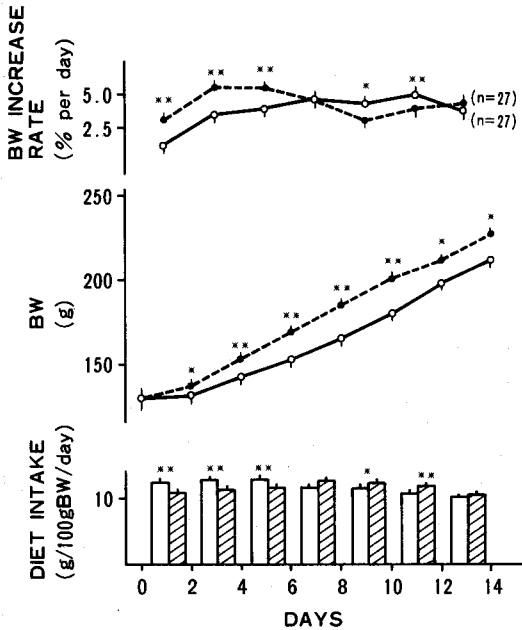 BW INCREASE
RATE
(% per day)
5.0
2.5
** ** ** * **
(n=27)
(n=27)
BW
(g)
250
200
150
* ** ** ** ** * *
DIET INTAKE
(g/100gBW/day)
10
** ** ** * **
0 2 4 6 8 10 12 14
DAYS